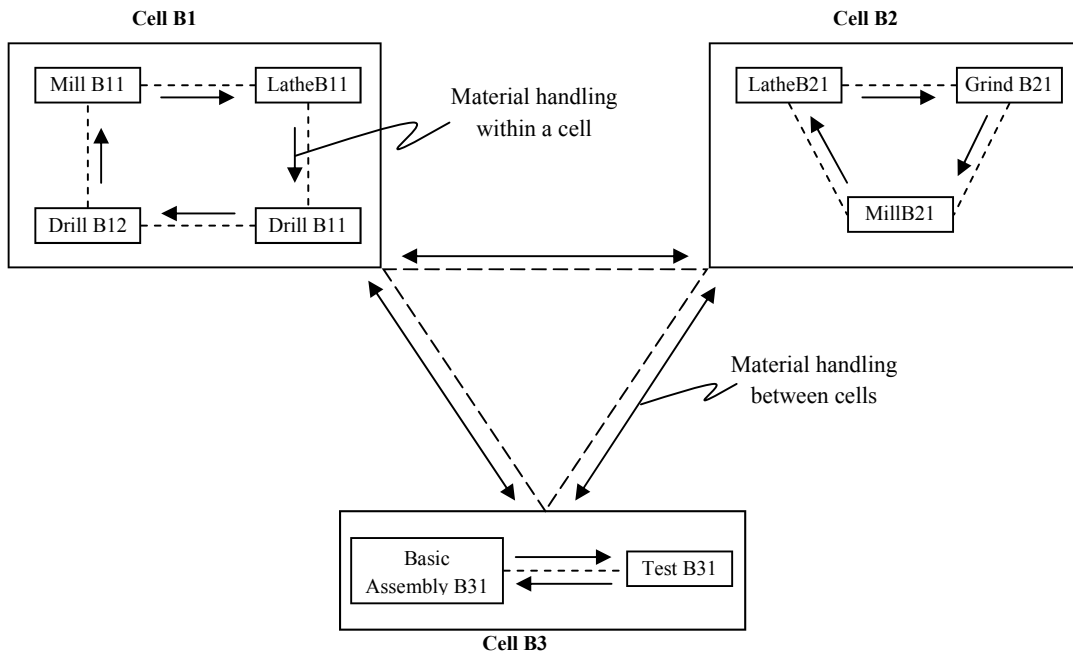 Cell B1
Cell B2
Mill B11
LatheB11
Material handling
within a cell
LatheB21
Grind B21
Drill B12
Drill B11
MillB21
Material handling
between cells
Basic
Assembly B31
Test B31
Cell B3